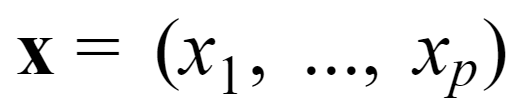 x = (x₁, ..., xₚ)